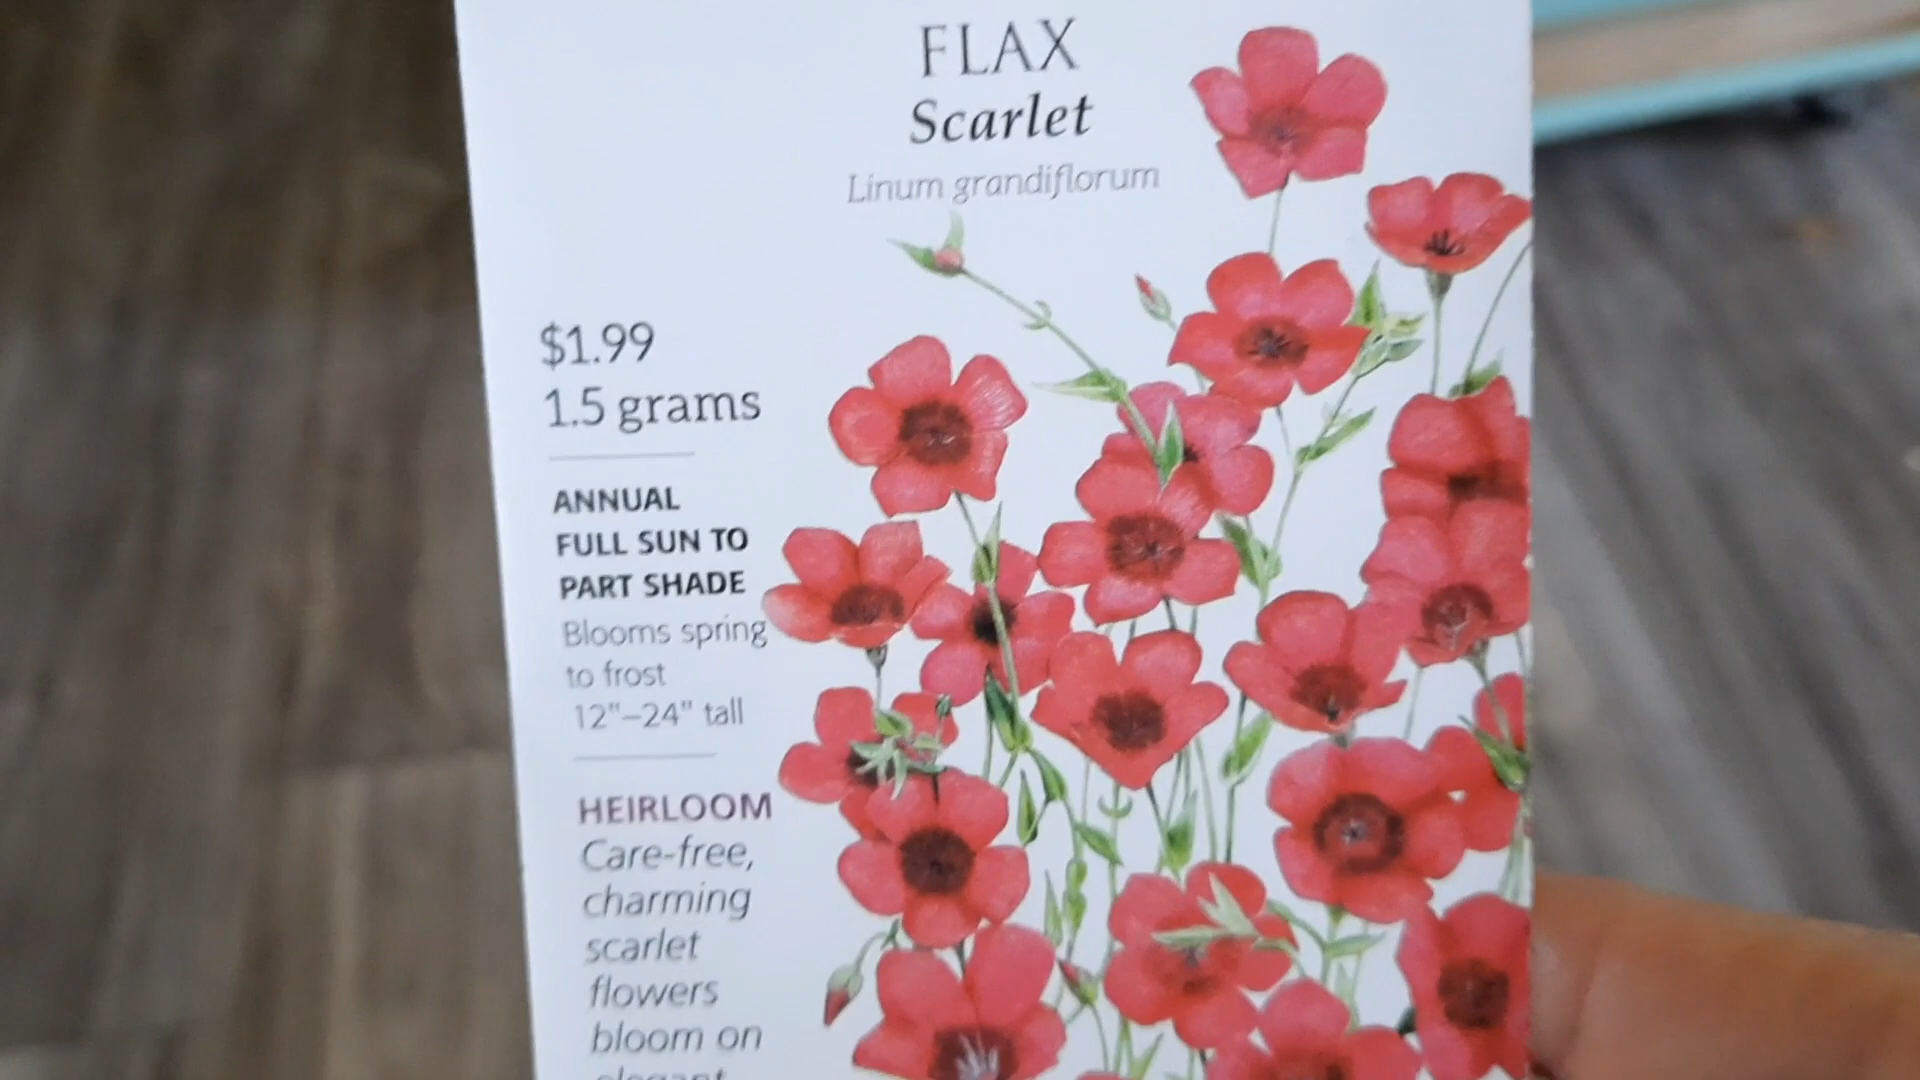 FLAX
Scarlet
Linum grandiflorum
$1.99
1.5 grams
ANNUAL
FULL SUN TO
PART SHADE
Blooms spring
to frost
12"–24" tall
HEIRLOOM
Care-free,
charming
scarlet
flowers
bloom on
elegant